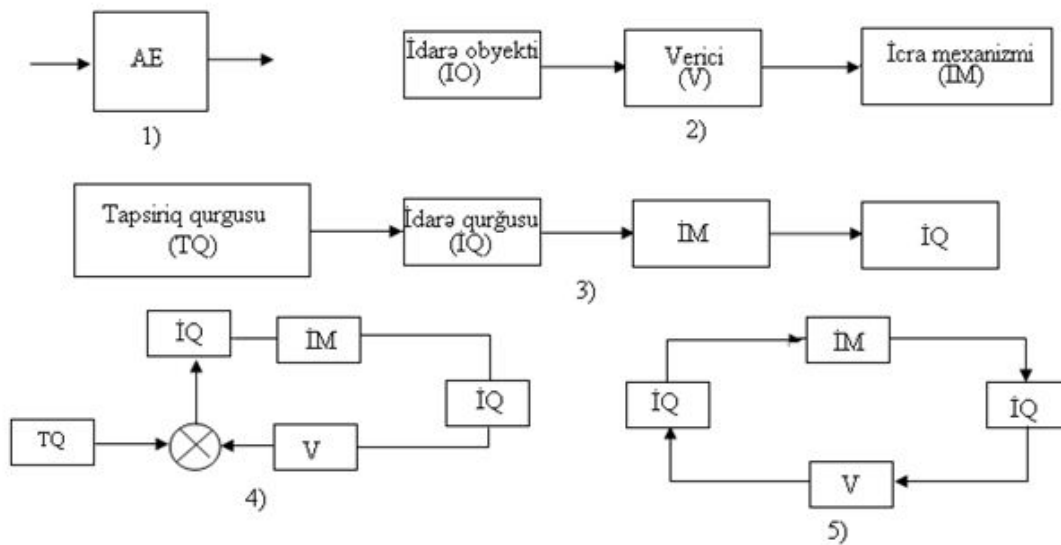 AE
1)
İdarə obyekti
(İO)
Verici
(V)
İcra mexanizmi
(İM)
2)
Tapsiriq qurgusu
(TQ)
İdarə qurğusu
(İQ)
İM
İQ
3)
İQ
İM
İQ
TQ
V
4)
İM
İQ
İQ
V
5)